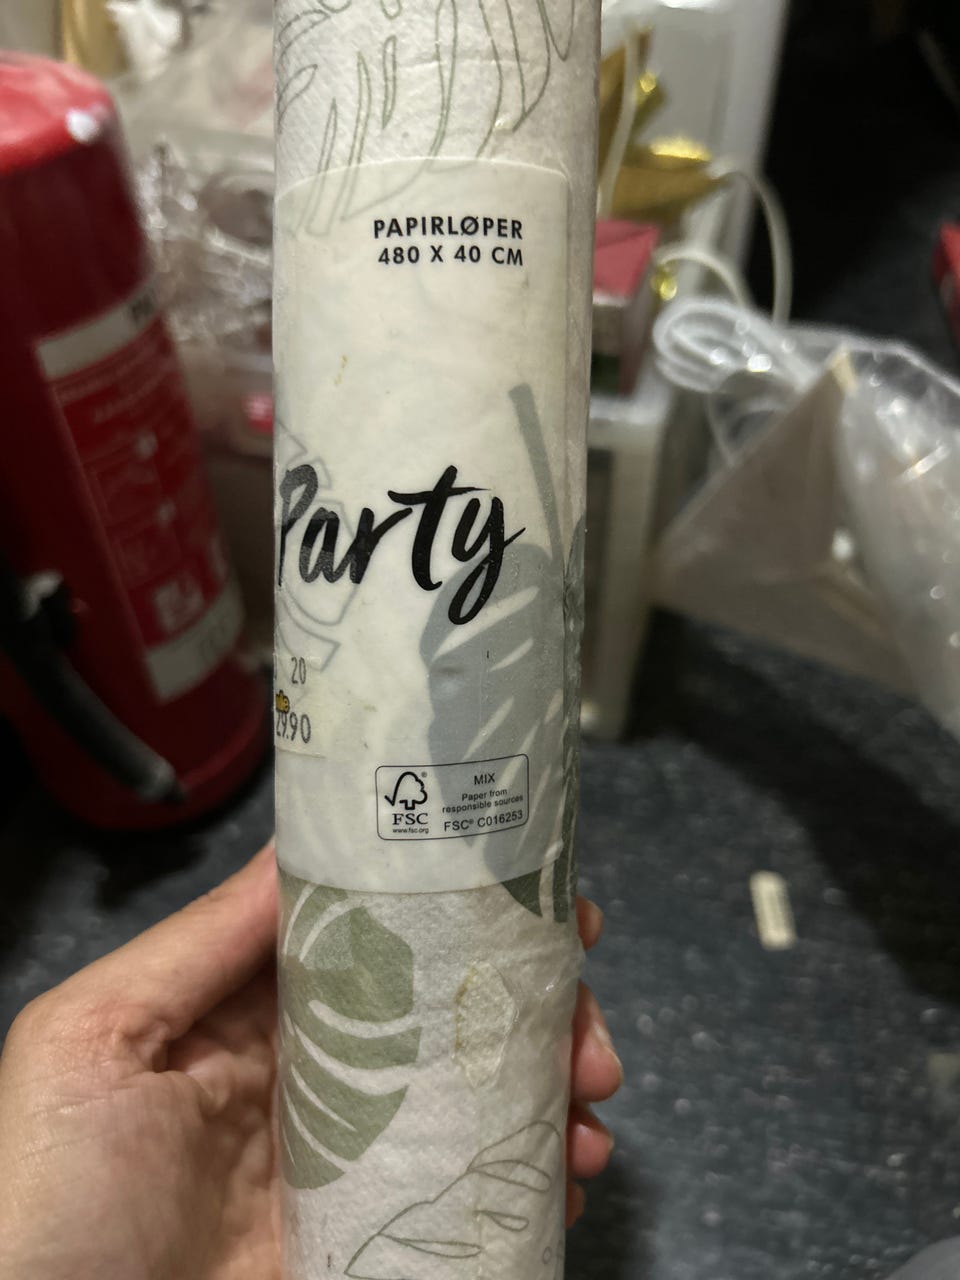 PAPIRLØPER
480 X 40 CM
Party
20
29.90
FSC®
www.fsc.org
MIX
Paper from
responsible sources
FSC® C016253